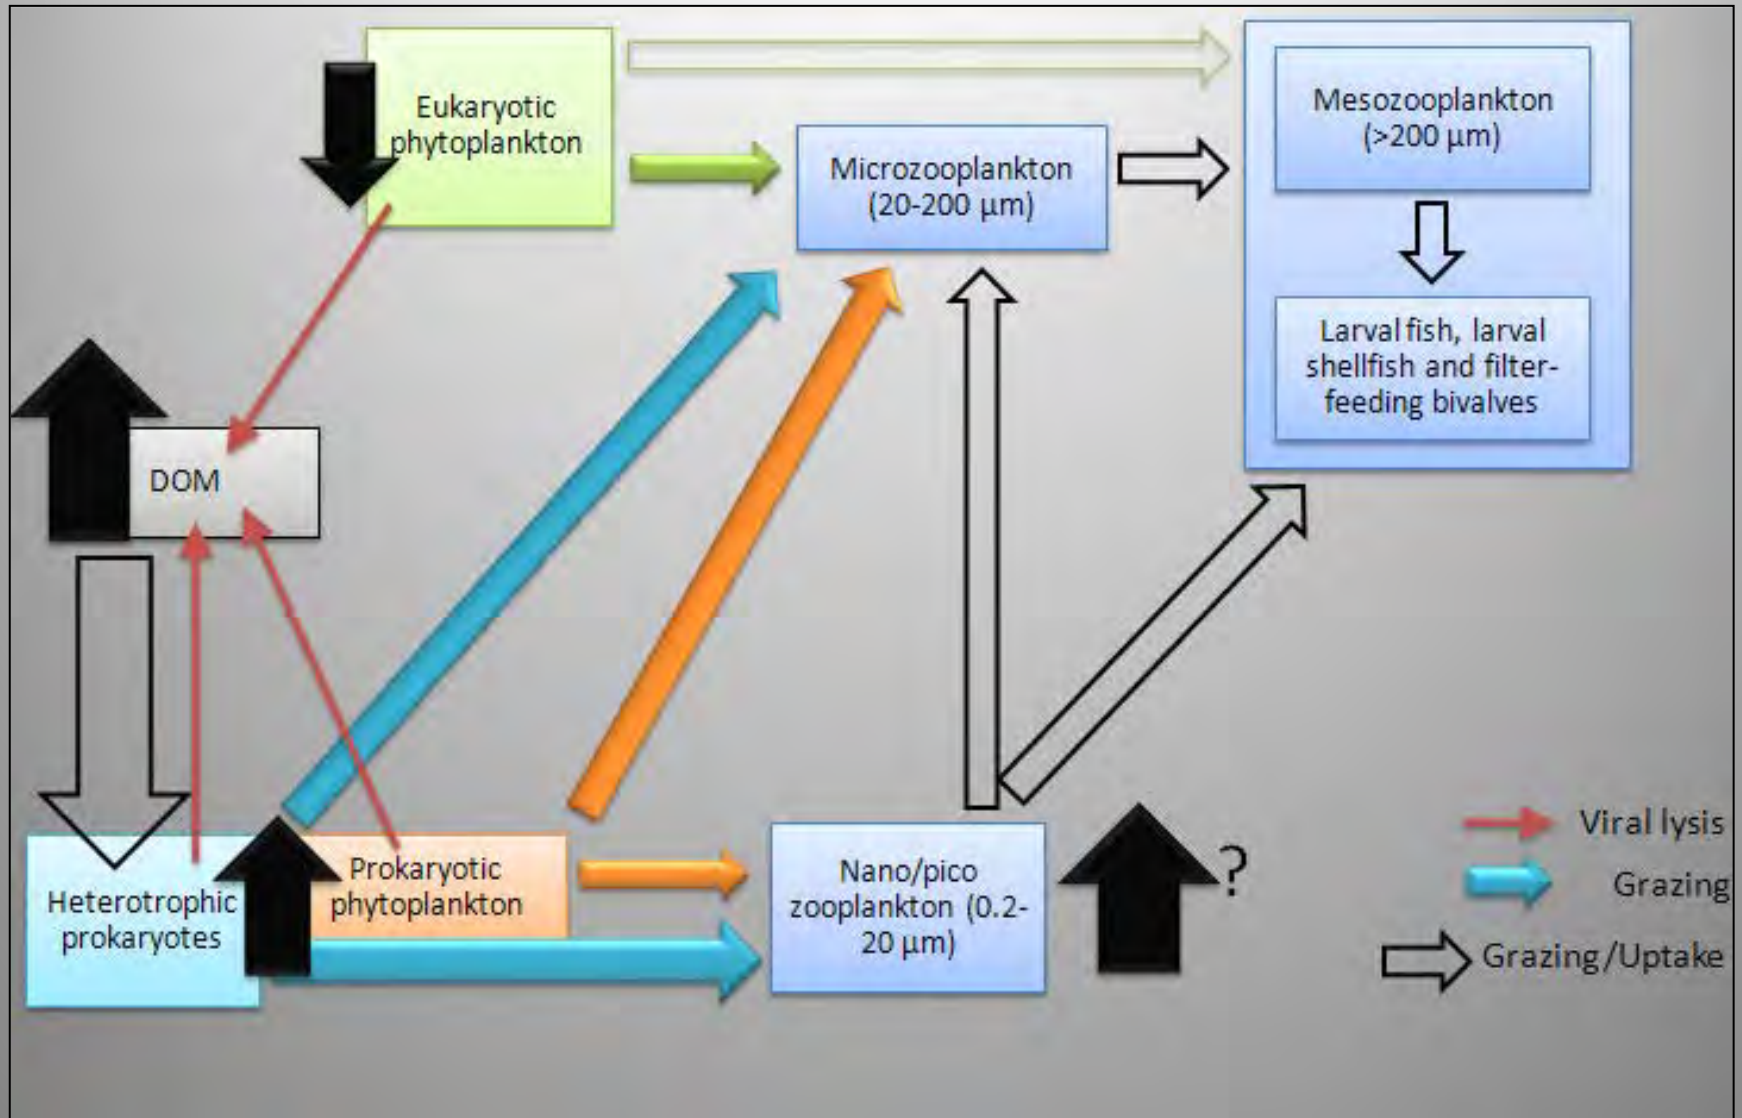 Eukaryotic
phytoplankton
Mesozooplankton
(>200 µm)
Microzooplankton
(20-200 µm)
Larval fish, larval
shellfish and filter-
feeding bivalves
DOM
Heterotrophic
prokaryotes
Prokaryotic
phytoplankton
Nano/pico
zooplankton (0.2-
20 µm)
?
Viral lysis
Grazing
Grazing/Uptake